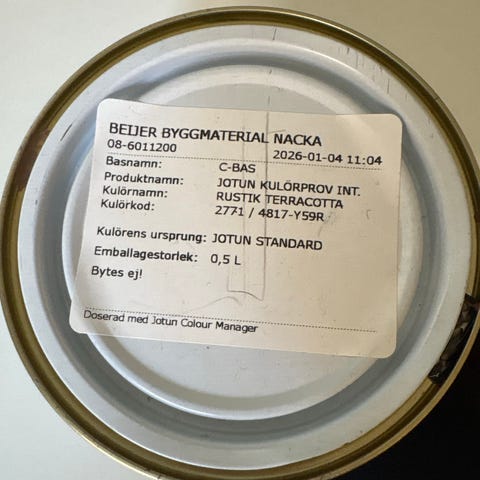 BEIJER BYGGMATERIAL NACKA
08-6011200 2026-01-04 11:04
Basnamn: C-BAS
Produktnamn: JOTUN KULÖRPROV INT.
Kulörnamn: RUSTIK TERRACOTTA
Kulörkod: 2771 / 4817-Y59R
Kulörens ursprung: JOTUN STANDARD
Emballagestorlek: 0,5 L
Bytes ej!
Doserad med Jotun Colour Manager